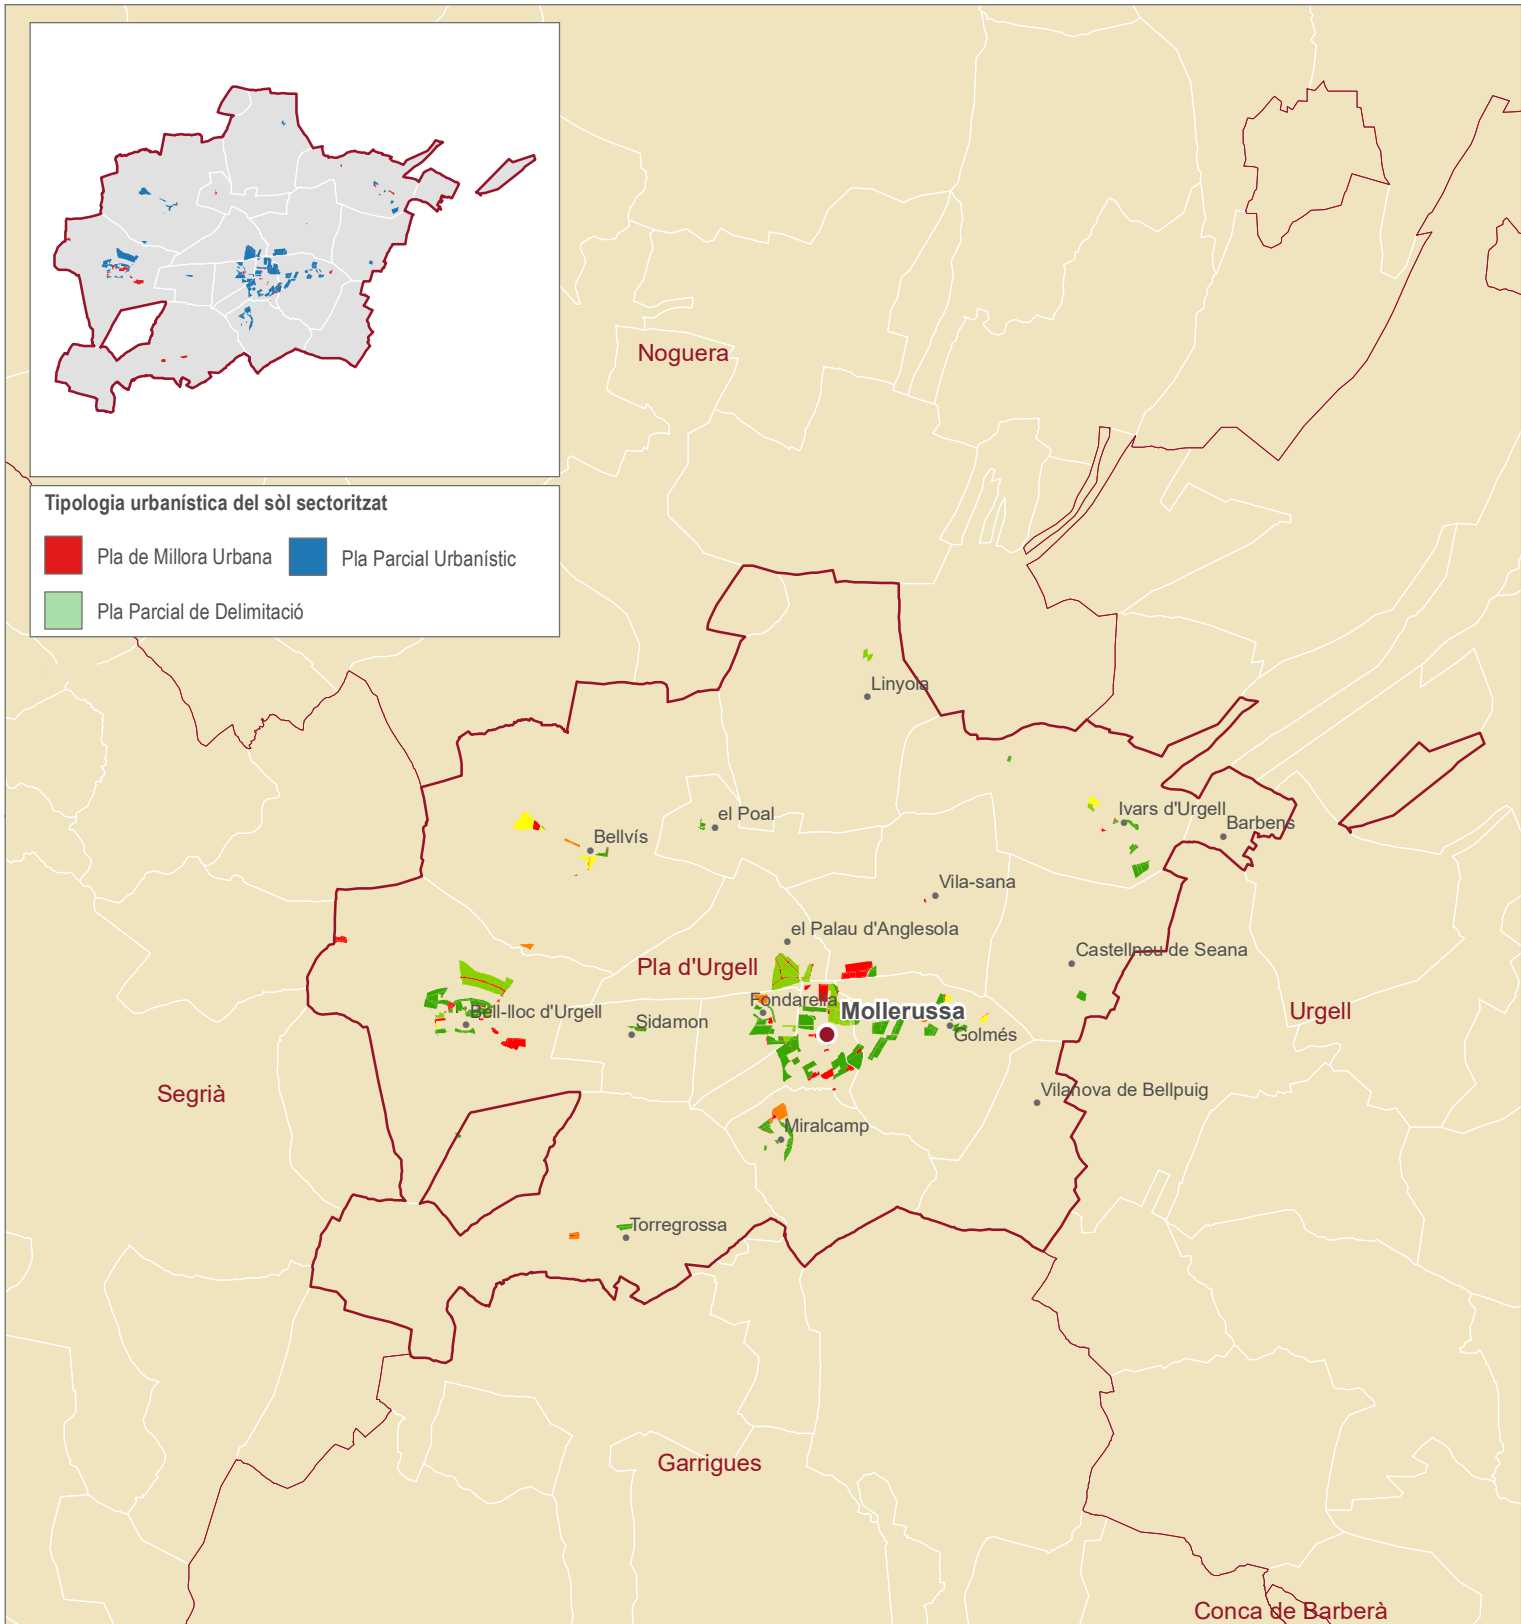 Tipologia urbanística del sòl sectoritzat
Pla de Millora Urbana
Pla Parcial Urbanístic
Pla Parcial de Delimitació
Noguera
Linyola
el Poal
Ivars d'Urgell
Barbens
Bellvís
Vila-sana
el Palau d'Anglesola
Castellnou de Seana
Pla d'Urgell
Fondarella
Mollerussa
Bell-lloc d'Urgell
Sidamon
Golmés
Urgell
Segrià
Vilanova de Bellpuig
Miralcamp
Torregrossa
Garrigues
Conca de Barberà